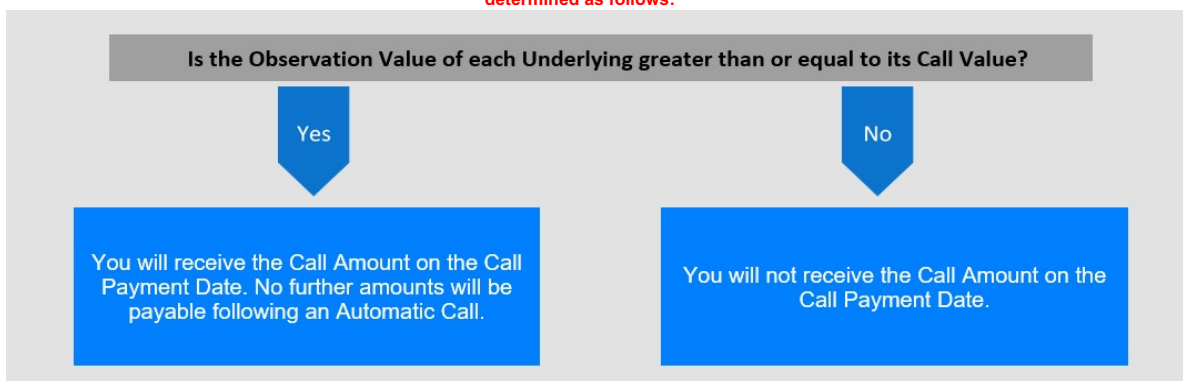 determined as follows:
Is the Observation Value of each Underlying greater than or equal to its Call Value?
Yes
No
You will receive the Call Amount on the Call
Payment Date. No further amounts will be
payable following an Automatic Call.
You will not receive the Call Amount on the
Call Payment Date.